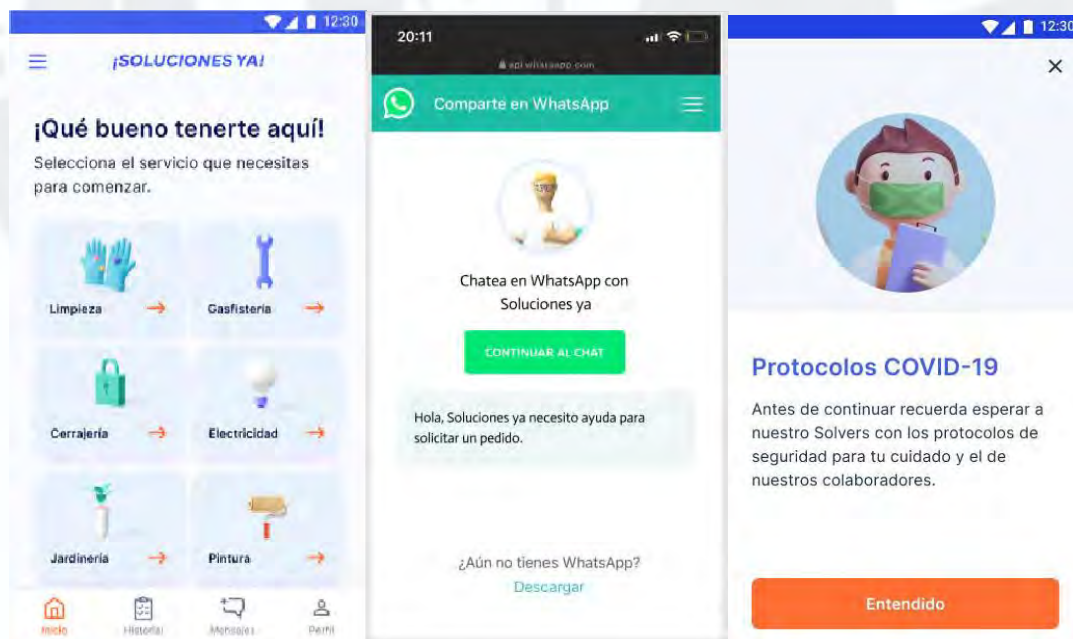 12:30
¡SOLUCIONES YA!
¡Qué bueno tenerte aquí!
Selecciona el servicio que necesitas
para comenzar.
Limpieza
Gasfistería
Cerrajería
Electricidad
Jardinería
Pintura
Inicio
Historial
Mensajes
Perfil
20:11
api.whatsapp.com
Comparte en WhatsApp
Chatea en WhatsApp con
Soluciones ya
CONTINUAR AL CHAT
Hola, Soluciones ya necesito ayuda para
solicitar un pedido.
¿Aún no tienes WhatsApp?
Descargar
12:30
Protocolos COVID-19
Antes de continuar recuerda esperar a
nuestro Solvers con los protocolos de
seguridad para tu cuidado y el de
nuestros colaboradores.
Entendido